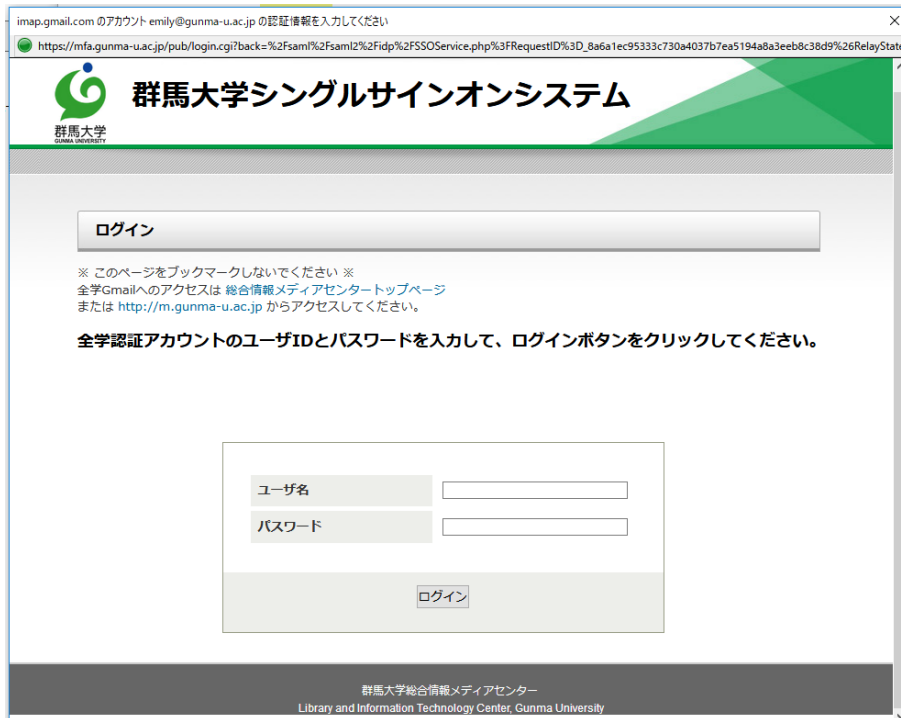 imap.gmail.com のアカウント emily@gunma-u.ac.jp の認証情報を入力してください
https://mfa.gunma-u.ac.jp/pub/login.cgi?back=%2Fsaml%2Fsaml2%2Fidp%2FSSOService.php%3FRequestID%3D_8a6a1ec95333c730a4037b7ea5194a8a3eeb8c38d9%26RelayState
群馬大学シングルサインオンシステム
群馬大学
GUNMA UNIVERSITY
ログイン
※ このページをブックマークしないでください ※
全学Gmailへのアクセスは 総合情報メディアセンタートップページ
または http://m.gunma-u.ac.jp からアクセスしてください。
全学認証アカウントのユーザIDとパスワードを入力して、ログインボタンをクリックしてください。
ユーザ名
パスワード
ログイン
群馬大学総合情報メディアセンター
Library and Information Technology Center, Gunma University